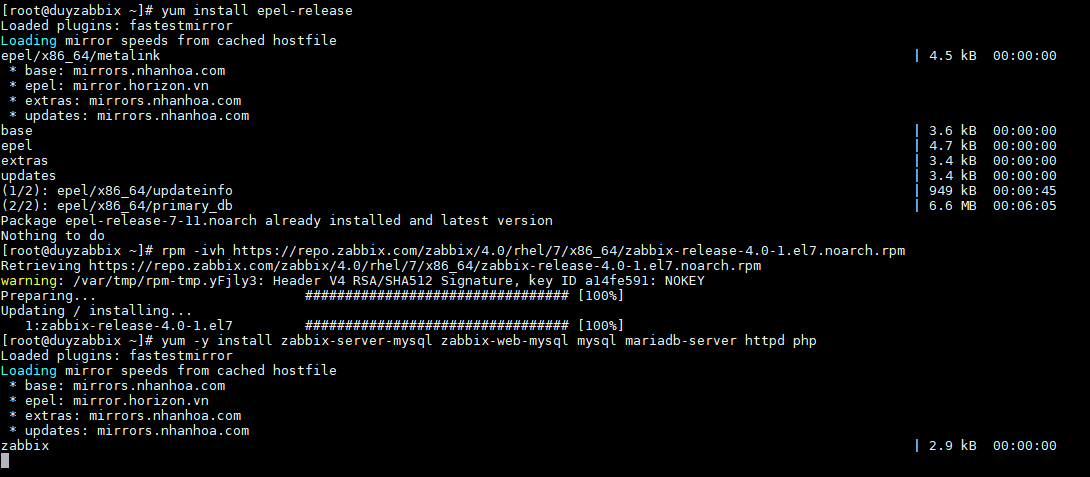 [root@duyzabbix ~]# yum install epel-release
Loaded plugins: fastestmirror
Loading mirror speeds from cached hostfile
epel/x86_64/metalink | 4.5 kB 00:00:00
 * base: mirrors.nhanhoa.com
 * epel: mirror.horizon.vn
 * extras: mirrors.nhanhoa.com
 * updates: mirrors.nhanhoa.com
base | 3.6 kB 00:00:00
epel | 4.7 kB 00:00:00
extras | 3.4 kB 00:00:00
updates | 3.4 kB 00:00:00
(1/2): epel/x86_64/updateinfo | 949 kB 00:00:45
(2/2): epel/x86_64/primary_db | 6.6 MB 00:06:05
Package epel-release-7-11.noarch already installed and latest version
Nothing to do
[root@duyzabbix ~]# rpm -ivh https://repo.zabbix.com/zabbix/4.0/rhel/7/x86_64/zabbix-release-4.0-1.el7.noarch.rpm
Retrieving https://repo.zabbix.com/zabbix/4.0/rhel/7/x86_64/zabbix-release-4.0-1.el7.noarch.rpm
warning: /var/tmp/rpm-tmp.yFjly3: Header V4 RSA/SHA512 Signature, key ID a14fe591: NOKEY
Preparing... ################################# [100%]
Updating / installing...
   1:zabbix-release-4.0-1.el7 ################################# [100%]
[root@duyzabbix ~]# yum -y install zabbix-server-mysql zabbix-web-mysql mysql mariadb-server httpd php
Loaded plugins: fastestmirror
Loading mirror speeds from cached hostfile
 * base: mirrors.nhanhoa.com
 * epel: mirror.horizon.vn
 * extras: mirrors.nhanhoa.com
 * updates: mirrors.nhanhoa.com
zabbix | 2.9 kB 00:00:00